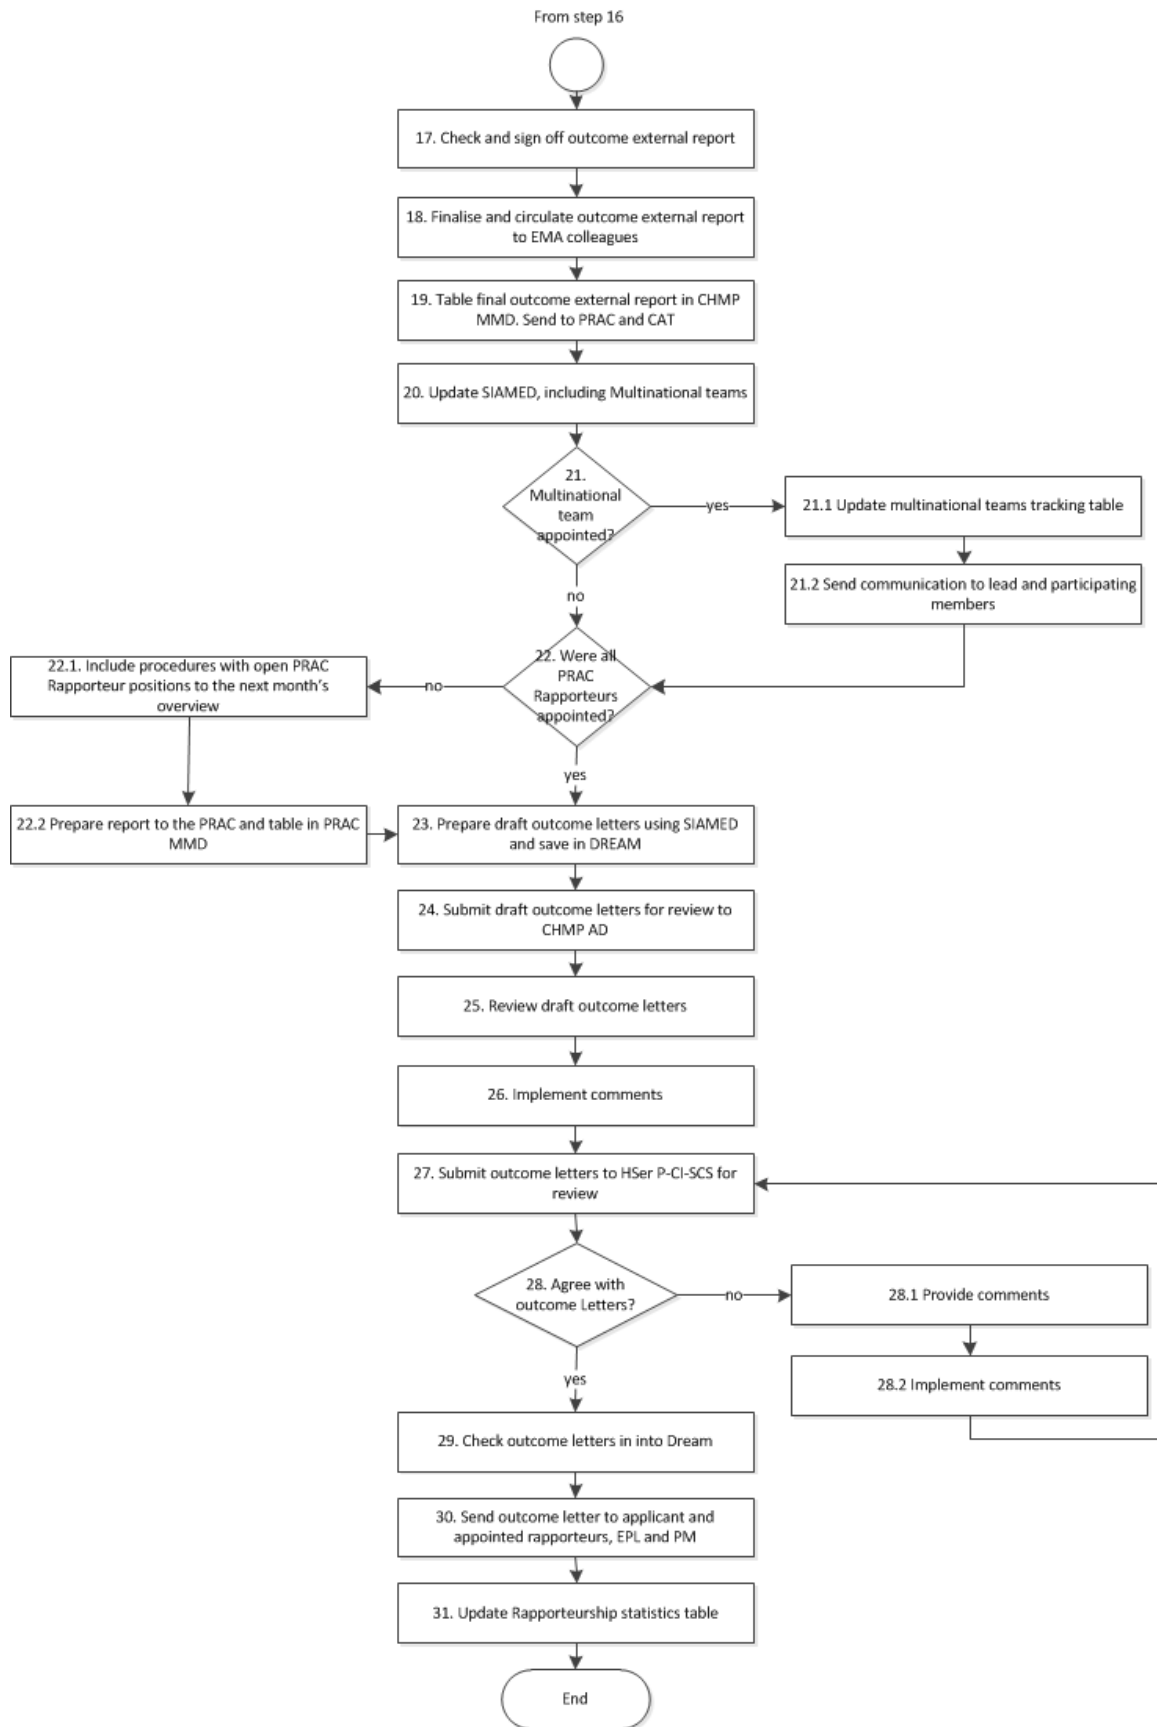 From step 16
17. Check and sign off outcome external report
18. Finalise and circulate outcome external report
to EMA colleagues
19. Table final outcome external report in CHMP
MMD. Send to PRAC and CAT
20. Update SIAMED, including Multinational teams
21.
Multinational
team
appointed?
yes
21.1 Update multinational teams tracking table
21.2 Send communication to lead and participating
members
no
22. Were all
PRAC
Rapporteurs
appointed?
no
22.1. Include procedures with open PRAC
Rapporteur positions to the next month's
overview
22.2 Prepare report to the PRAC and table in PRAC
MMD
yes
23. Prepare draft outcome letters using SIAMED
and save in DREAM
24. Submit draft outcome letters for review to
CHMP AD
25. Review draft outcome letters
26. Implement comments
27. Submit outcome letters to HSer P-CI-SCS for
review
28. Agree with
outcome Letters?
no
28.1 Provide comments
28.2 Implement comments
yes
29. Check outcome letters in into Dream
30. Send outcome letter to applicant and
appointed rapporteurs, EPL and PM
31. Update Rapporteurship statistics table
End